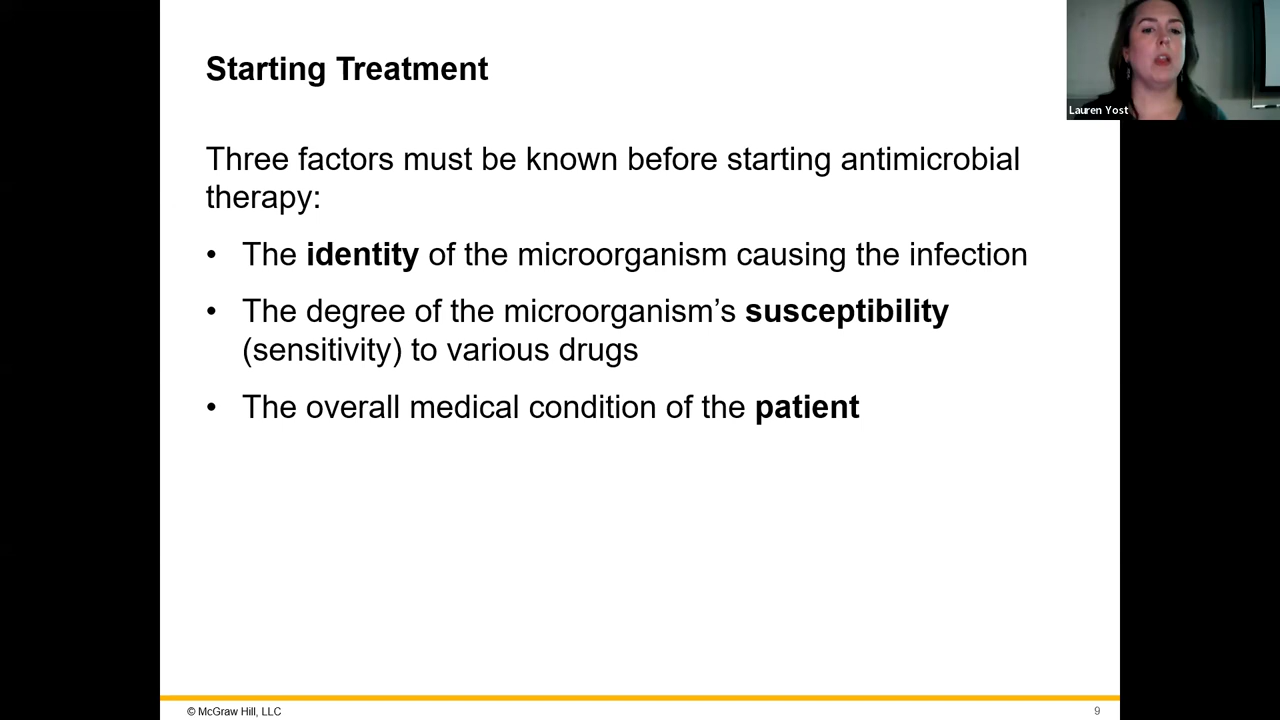 Starting Treatment
Lauren Yost
Three factors must be known before starting antimicrobial
therapy:
• The identity of the microorganism causing the infection
• The degree of the microorganism’s susceptibility
(sensitivity) to various drugs
• The overall medical condition of the patient
© McGraw Hill, LLC
9